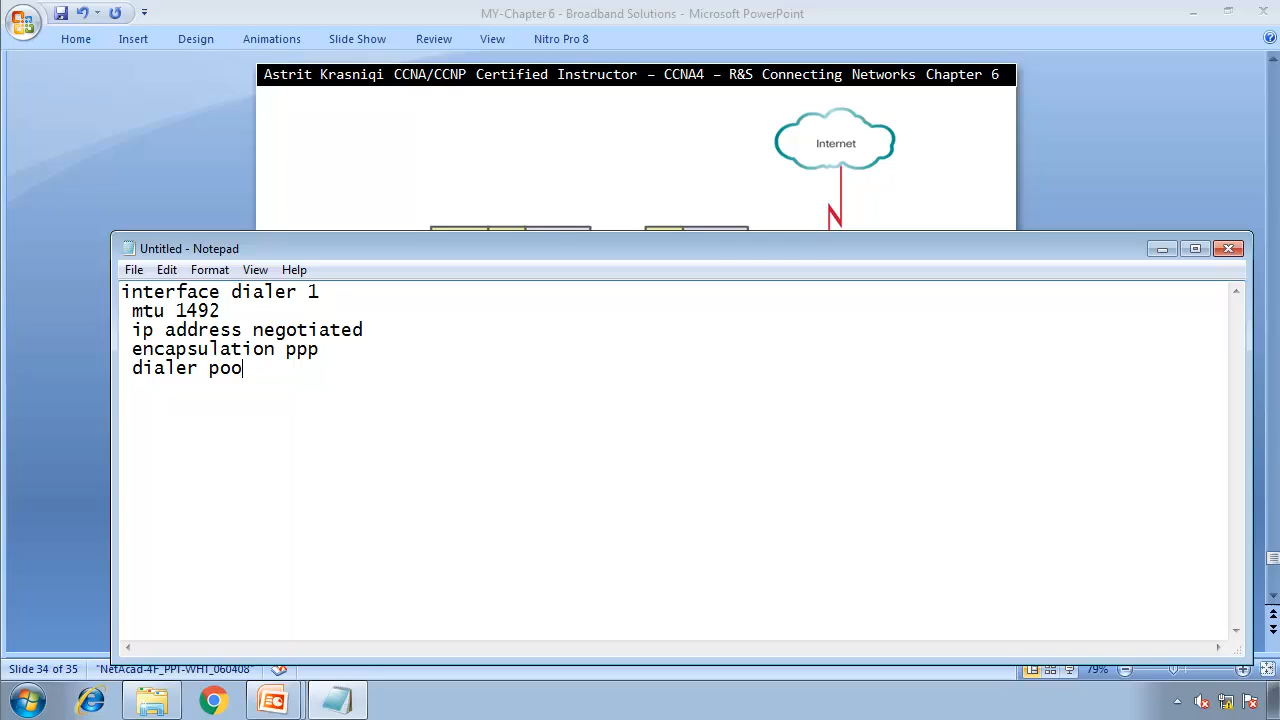 MY-Chapter 6 - Broadband Solutions - Microsoft PowerPoint
Home Insert Design Animations Slide Show Review View Nitro Pro 8
Astrit Krasniqi CCNA/CCNP Certified Instructor – CCNA4 – R&S Connecting Networks Chapter 6
Internet
Untitled - Notepad
File Edit Format View Help
interface dialer 1
mtu 1492
ip address negotiated
encapsulation ppp
dialer poo
Slide 34 of 35 "NetAcad-4F_PPT-WHT_060408" 79%